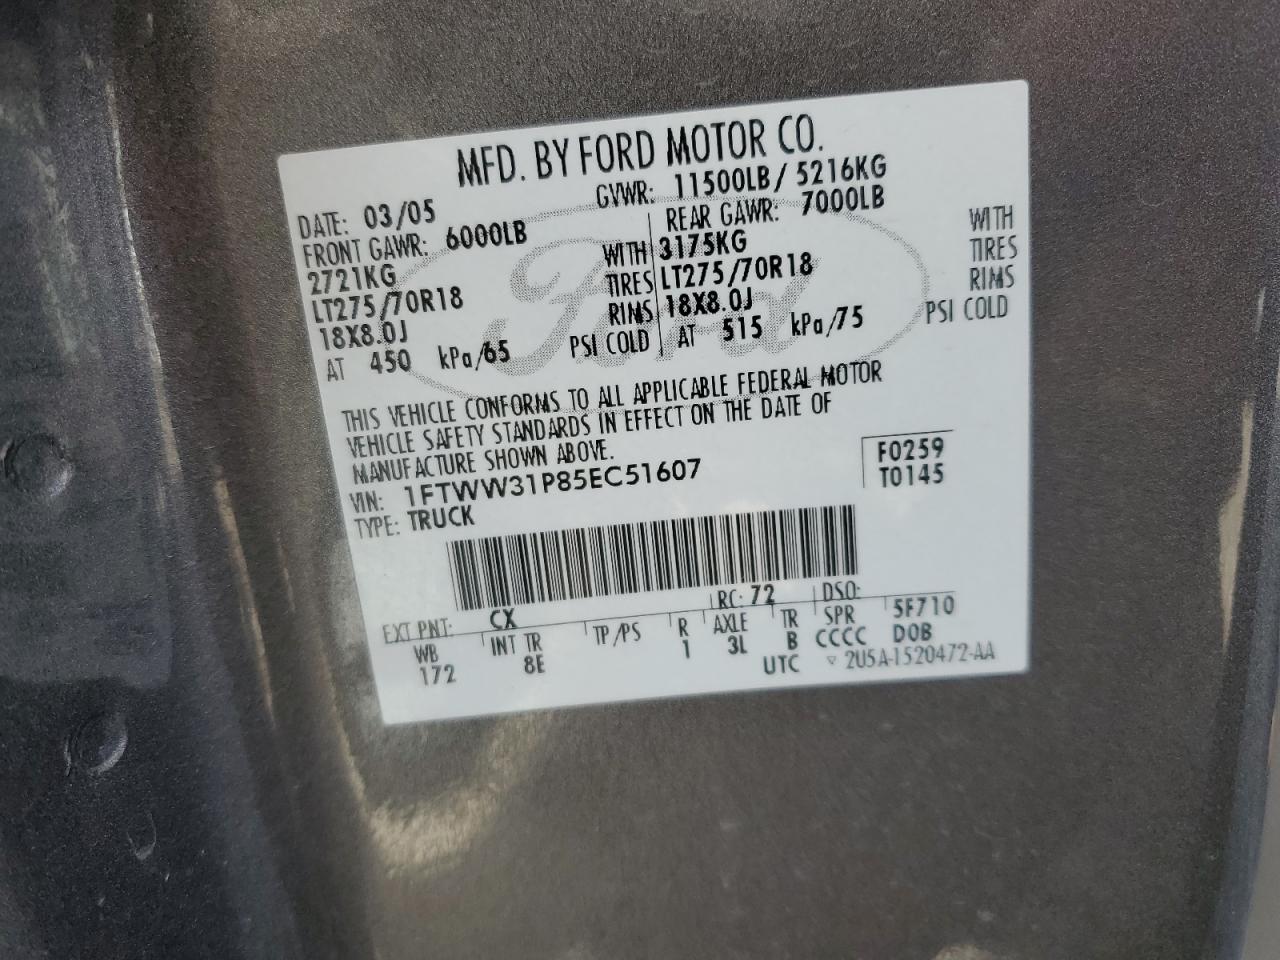 MFD. BY FORD MOTOR CO.
DATE: 03/05 GVWR: 11500LB/ 5216KG
FRONT GAWR: 6000LB REAR GAWR: 7000LB
2721KG WITH 3175KG WITH
LT275/70R18 TIRES LT275/70R18 TIRES
18X8.0J RIMS 18X8.0J RIMS
AT 450 kPa/65 PSI COLD AT 515 kPa/75 PSI COLD
Ford
THIS VEHICLE CONFORMS TO ALL APPLICABLE FEDERAL MOTOR
VEHICLE SAFETY STANDARDS IN EFFECT ON THE DATE OF
MANUFACTURE SHOWN ABOVE.
VIN: 1FTWW31P85EC51607 F0259
TYPE: TRUCK T0145
EXT PNT: CX RC: 72 DSO:
WB INT TR TP/PS R AXLE TR SPR 5F710
172 8E 1 3L B CCCC DOB
UTC ▽ 2U5A-1520472-AA